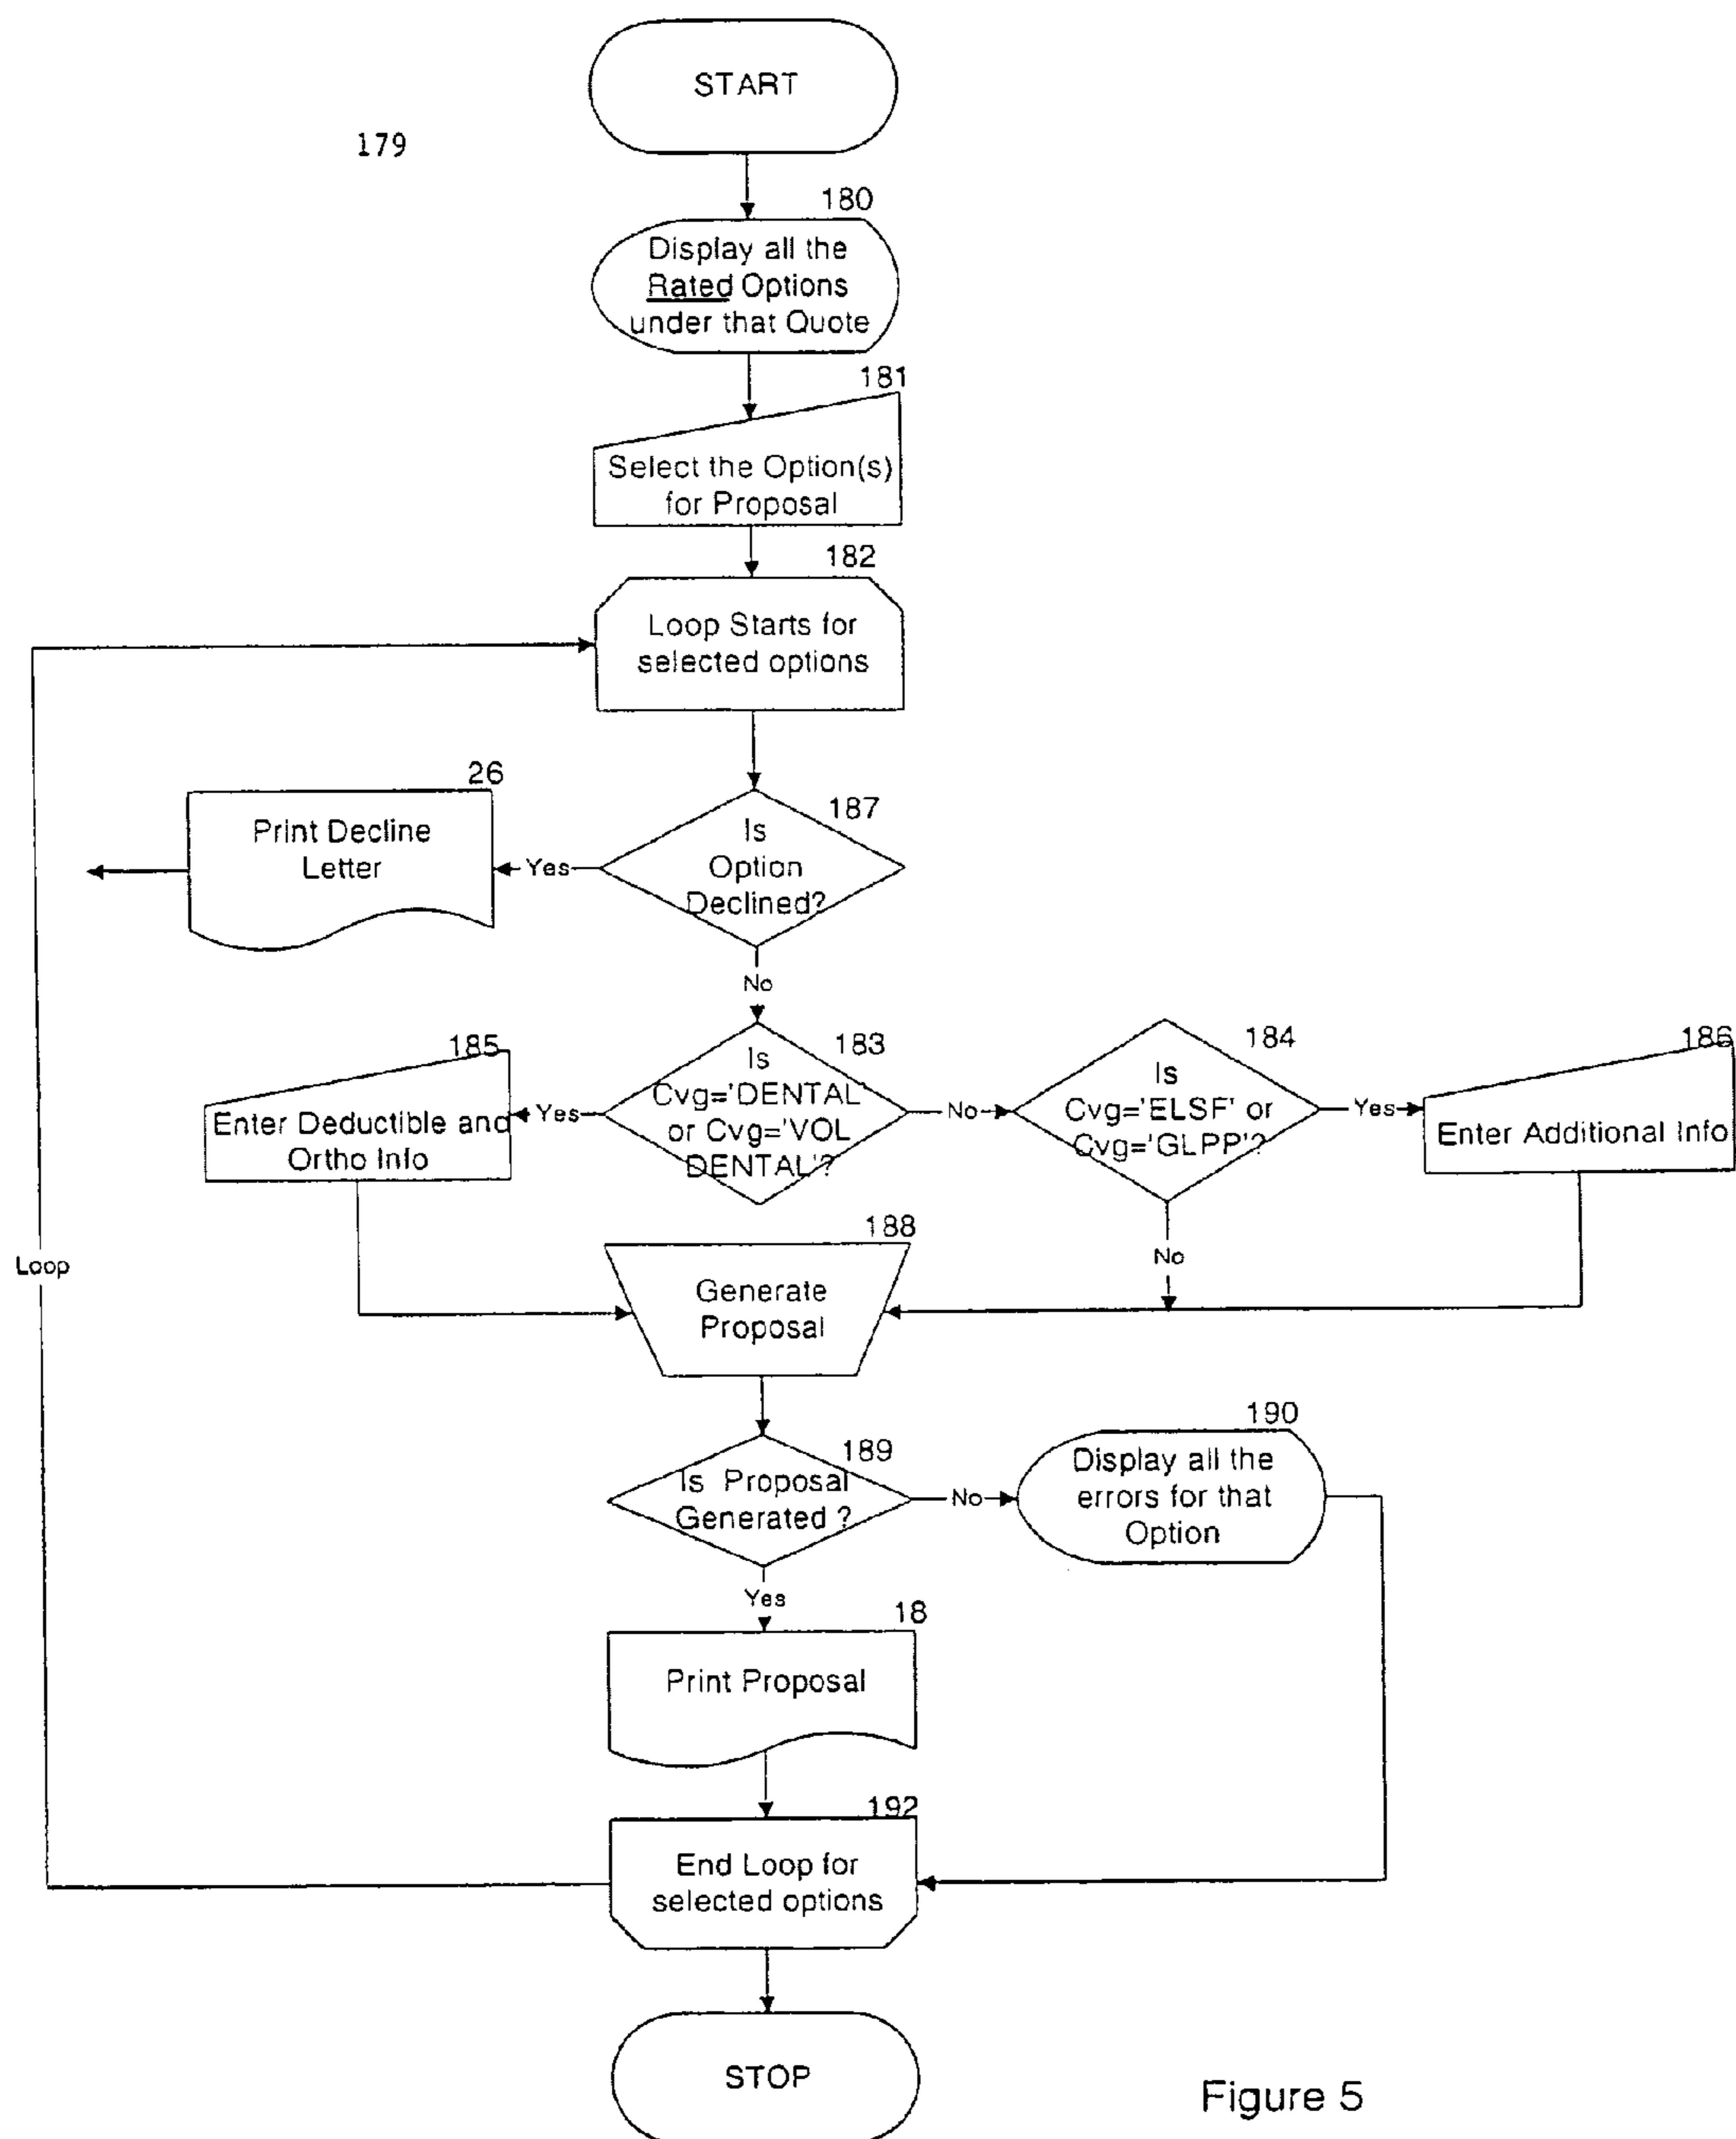 START
179
180
Display all the
Rated Options
under that Quote
181
Select the Option(s)
for Proposal
182
Loop Starts for
selected options
26
Print Decline
Letter
Yes
187
Is
Option
Declined?
No
185
Enter Deductible and
Ortho Info
Yes
183
Is
Cvg='DENTAL'
or Cvg='VOL
DENTAL'?
No
184
Is
Cvg='ELSF' or
Cvg='GLPP'?
Yes
186
Enter Additional Info
No
Loop
188
Generate
Proposal
189
Is Proposal
Generated ?
No
190
Display all the
errors for that
Option
Yes
18
Print Proposal
192
End Loop for
selected options
STOP
Figure 5